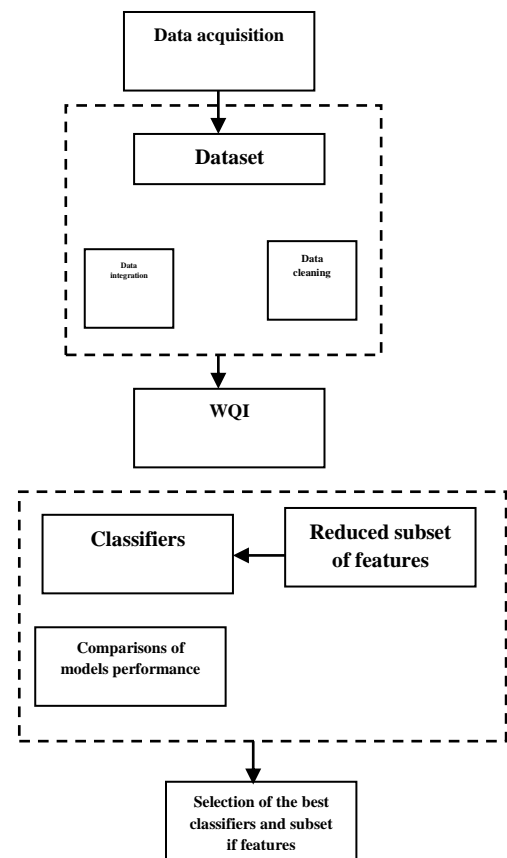 Data acquisition
Dataset
Data
integration
Data
cleaning
WQI
Classifiers
Reduced subset
of features
Comparisons of
models performance
Selection of the best
classifiers and subset
if features